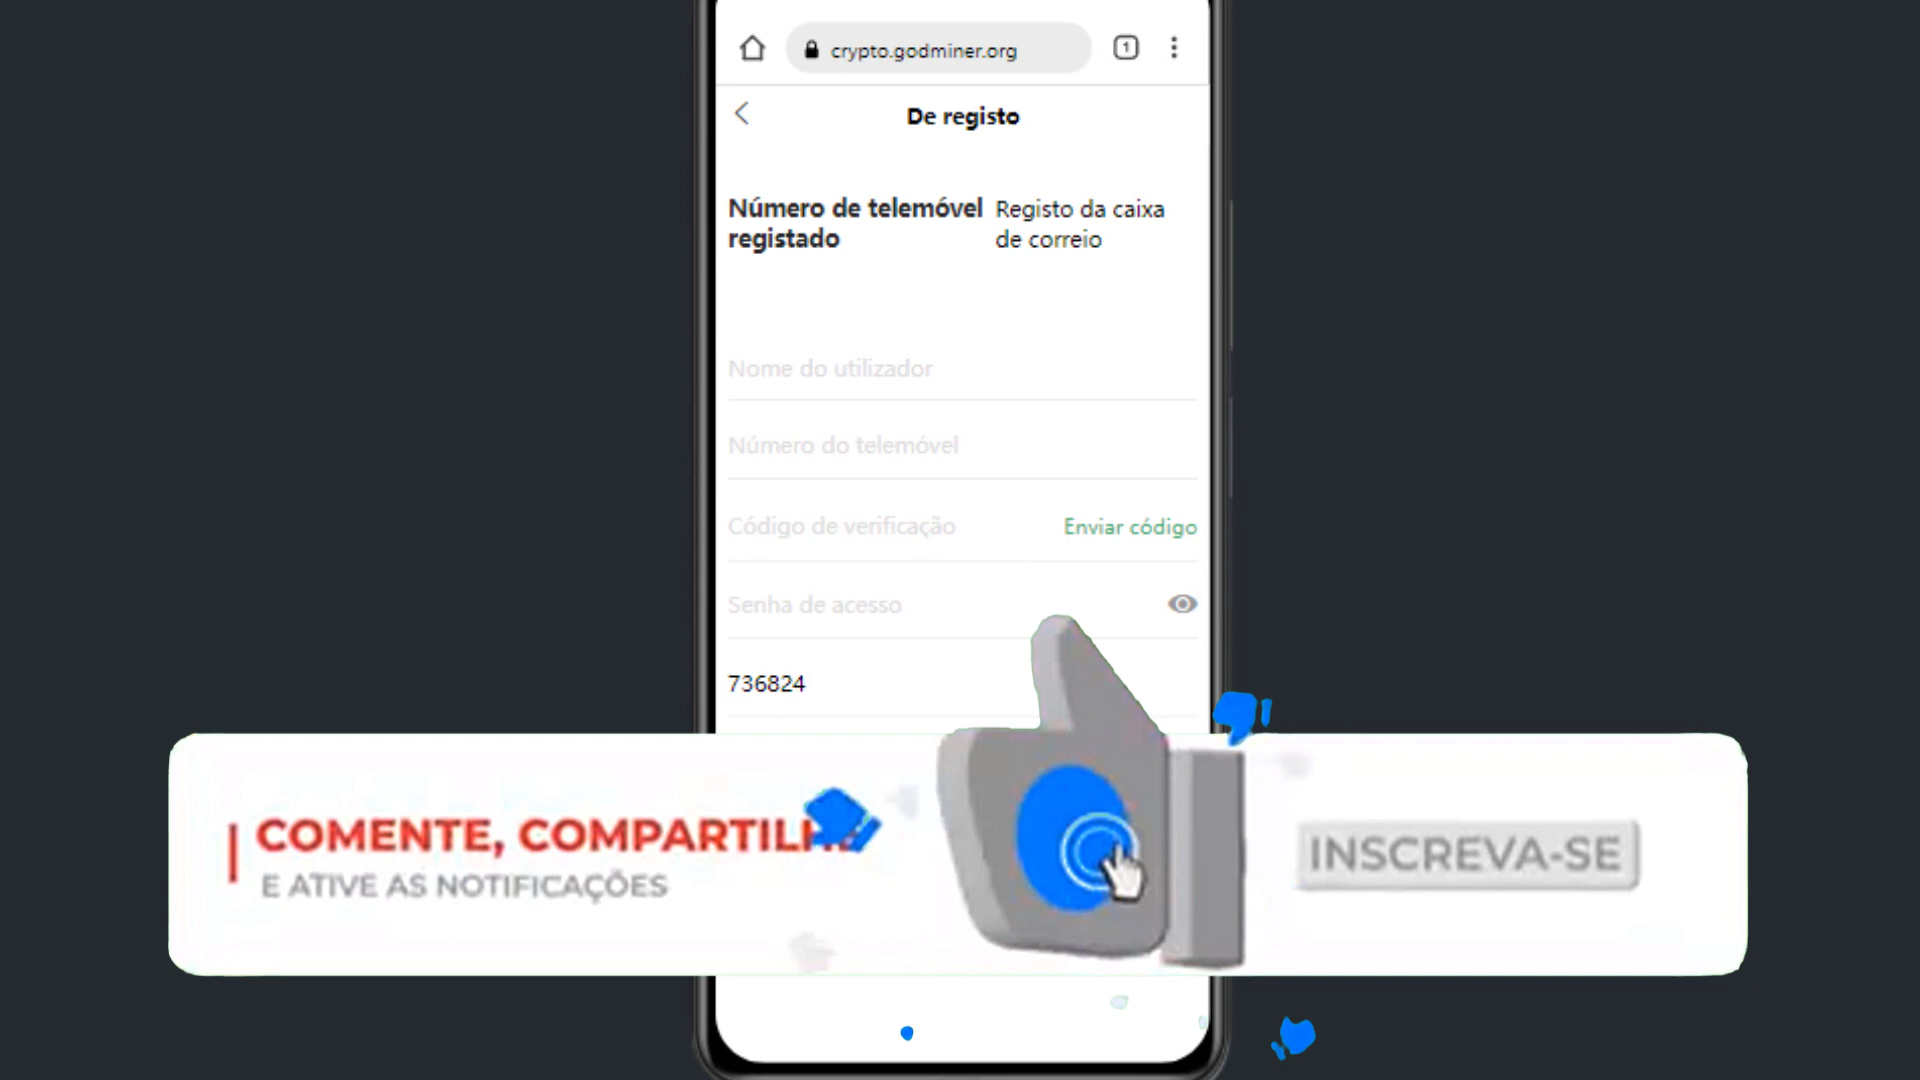 crypto.godminer.org
1
De registo
Número de telemóvel registado
Registo da caixa de correio
Nome do utilizador
Número do telemóvel
Código de verificação
Enviar código
Senha de acesso
736824
COMENTE,
E ATIVE AS NOTIFICAÇÕES
INSCREVA-SE